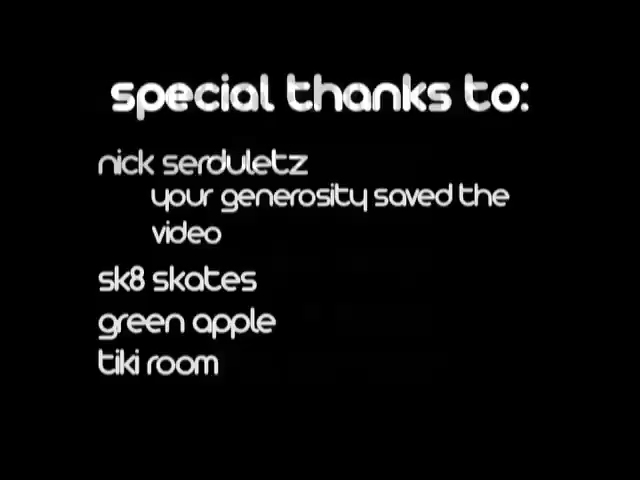 special thanks to:
nick serduletz
your generosity saved the
video
sk8 skates
green apple
tiki room